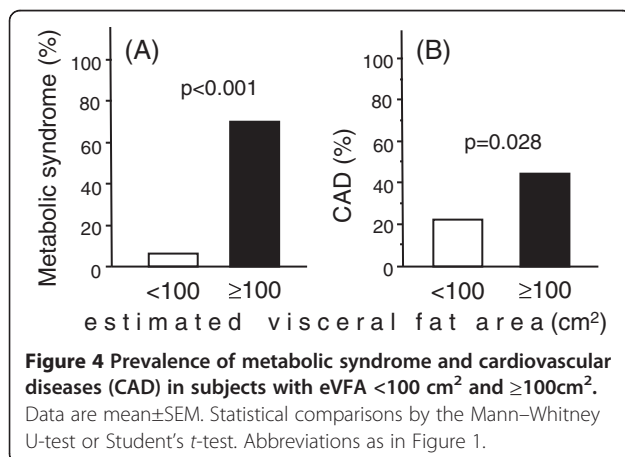 (A)
p<0.001
Metabolic syndrome (%)
100
80
60
40
20
0
<100
≥100
(B)
p=0.028
CAD (%)
100
80
60
40
20
0
<100
≥100
estimated visceral fat area (cm²)
Figure 4 Prevalence of metabolic syndrome and cardiovascular
diseases (CAD) in subjects with eVFA <100 cm² and ≥100cm².
Data are mean±SEM. Statistical comparisons by the Mann–Whitney
U-test or Student's t-test. Abbreviations as in Figure 1.